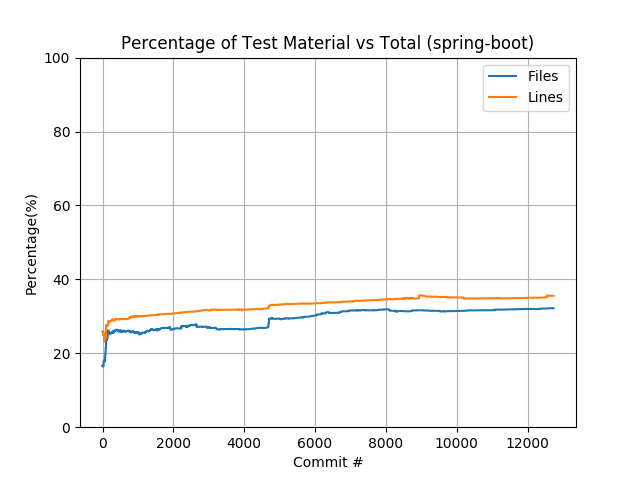 Percentage of Test Material vs Total (spring-boot)
Files
Lines
100
80
60
40
20
0
Percentage(%)
0 2000 4000 6000 8000 10000 12000
Commit #